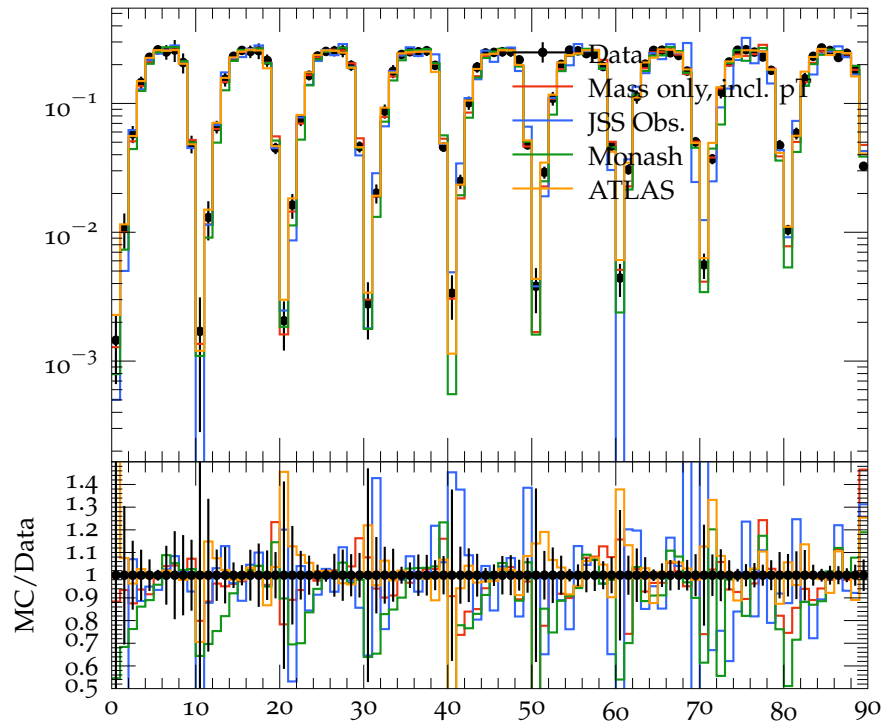 10⁻¹
10⁻²
10⁻³
Data
Mass only, incl. pT
JSS Obs.
Monash
ATLAS
MC/Data
1.4
1.3
1.2
1.1
1
0.9
0.8
0.7
0.6
0.5
0 10 20 30 40 50 60 70 80 90